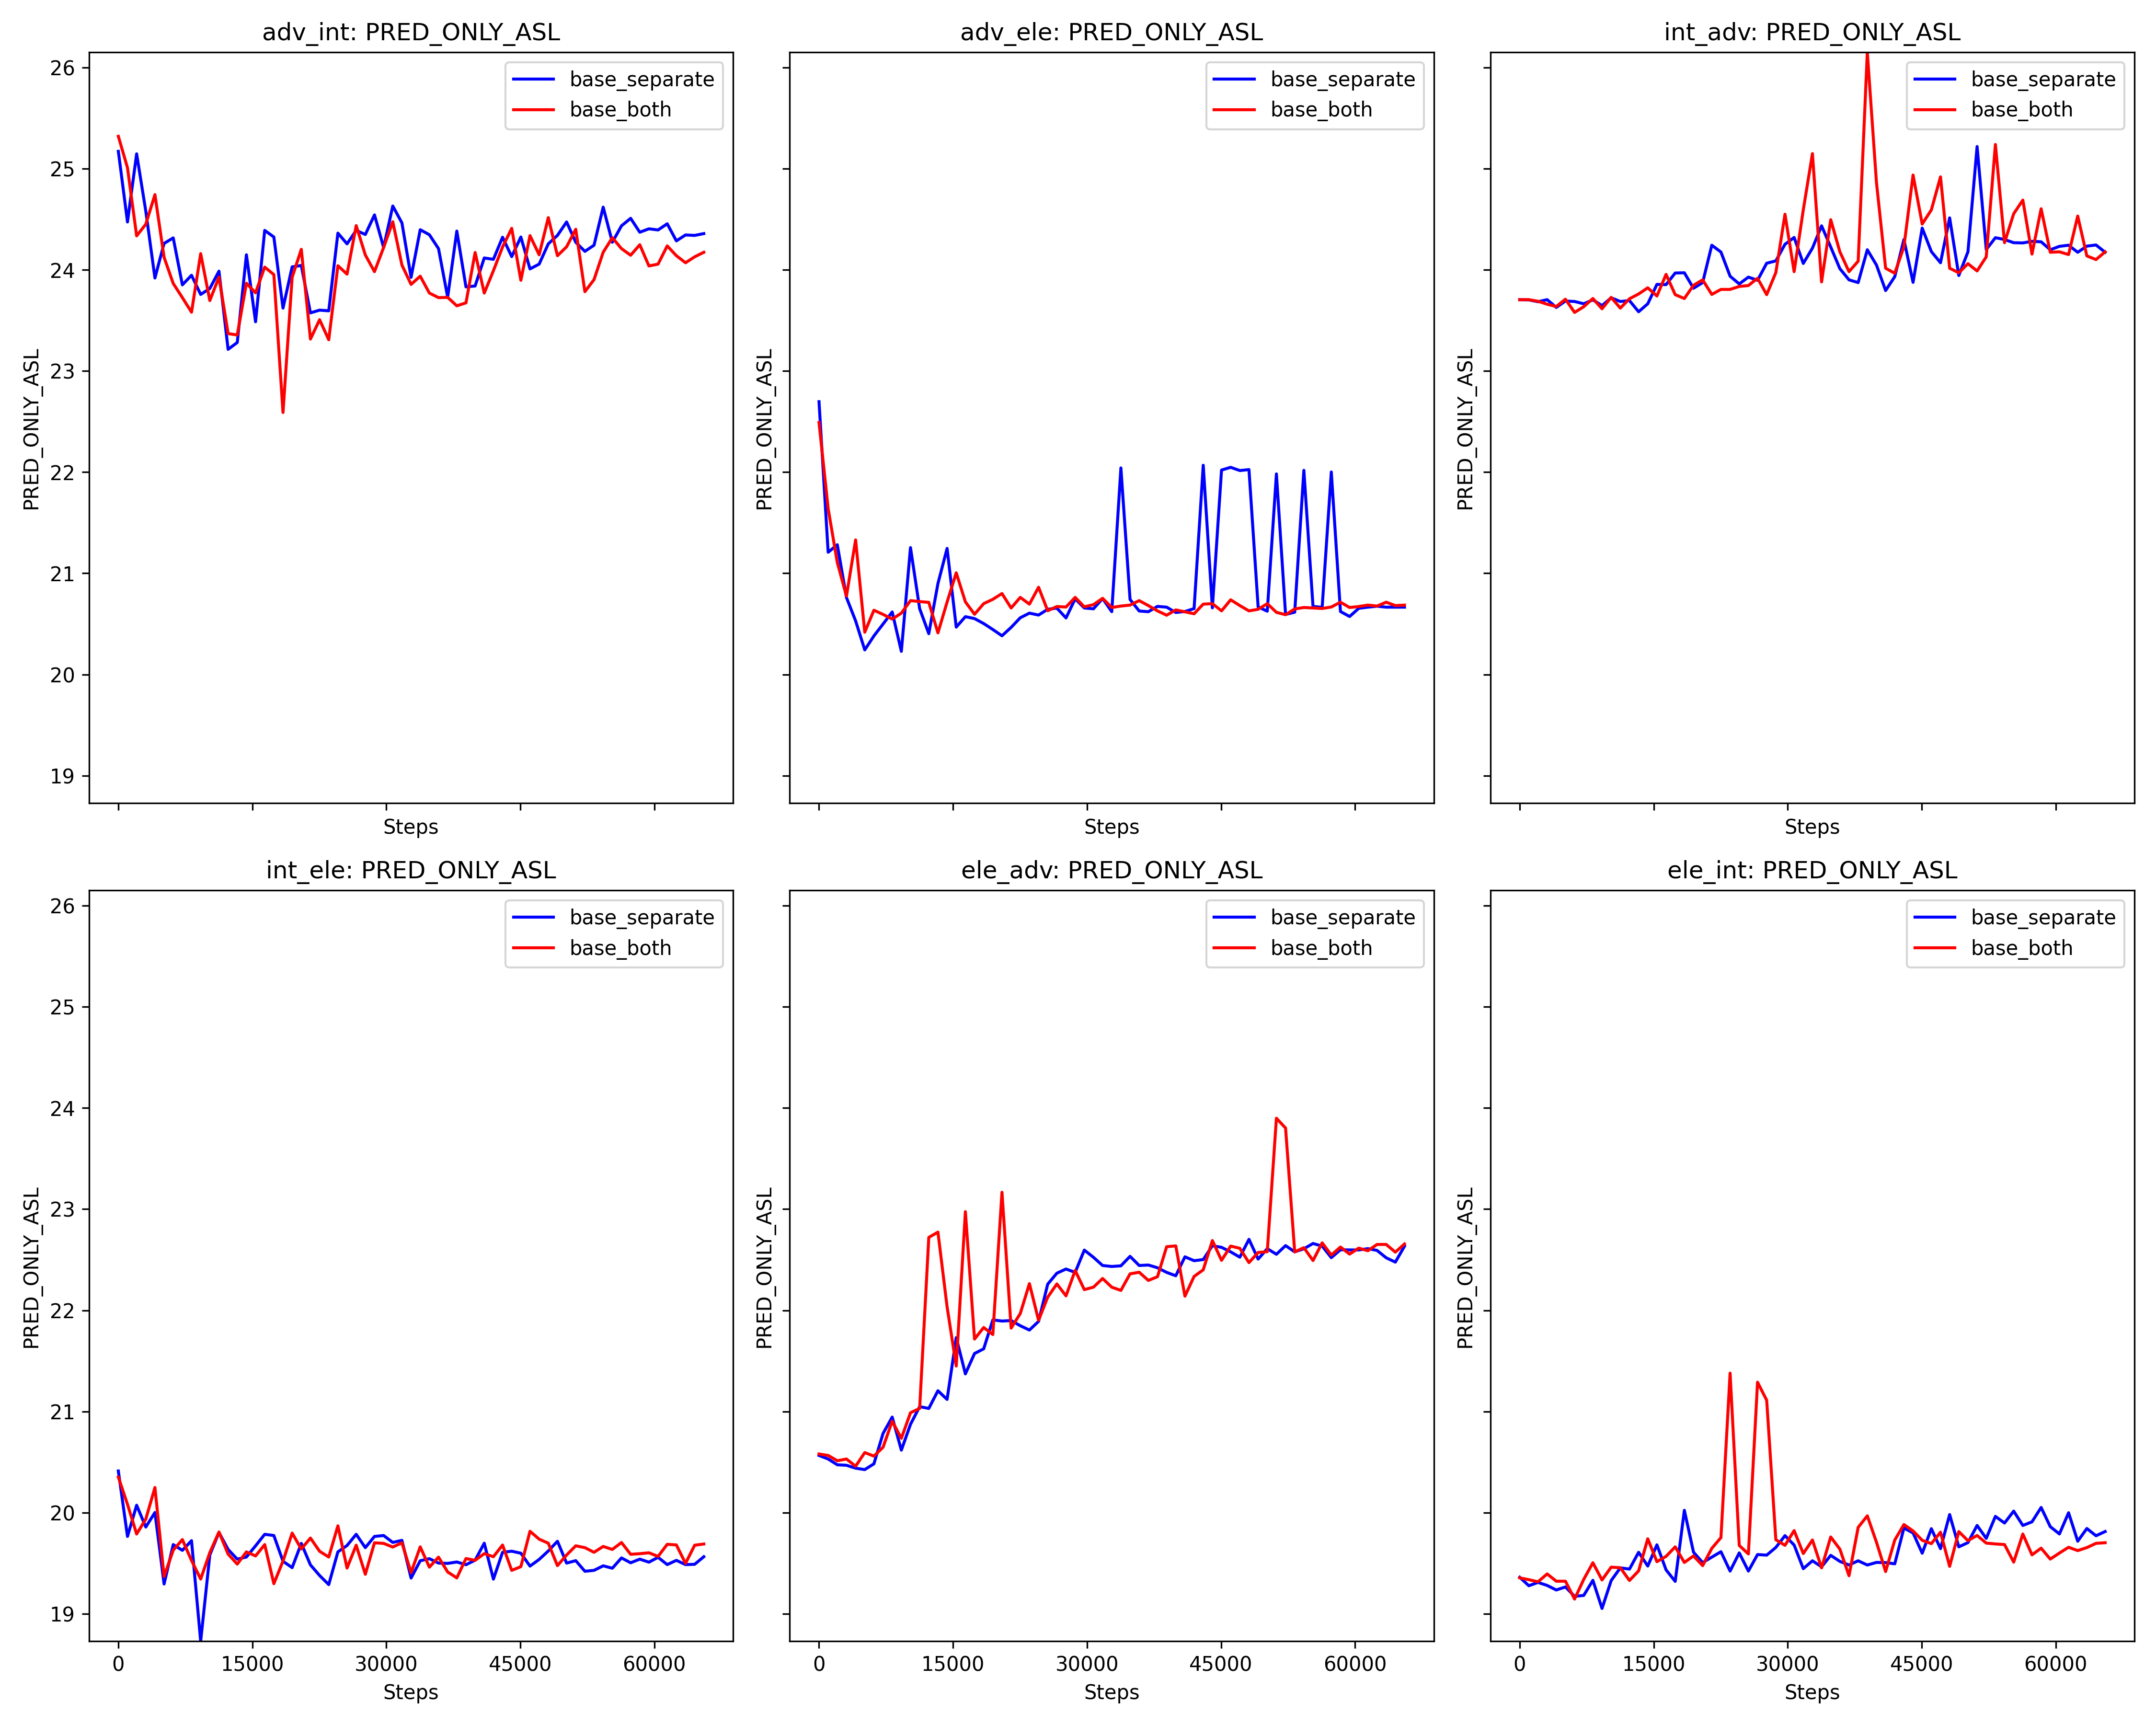 adv_int: PRED_ONLY_ASL
adv_ele: PRED_ONLY_ASL
int_adv: PRED_ONLY_ASL
PRED_ONLY_ASL
26
25
24
23
22
21
20
19
base_separate
base_both
Steps
PRED_ONLY_ASL
base_separate
base_both
Steps
PRED_ONLY_ASL
base_separate
base_both
Steps
int_ele: PRED_ONLY_ASL
ele_adv: PRED_ONLY_ASL
ele_int: PRED_ONLY_ASL
PRED_ONLY_ASL
26
25
24
23
22
21
20
19
base_separate
base_both
0 15000 30000 45000 60000
Steps
PRED_ONLY_ASL
base_separate
base_both
0 15000 30000 45000 60000
Steps
PRED_ONLY_ASL
base_separate
base_both
0 15000 30000 45000 60000
Steps